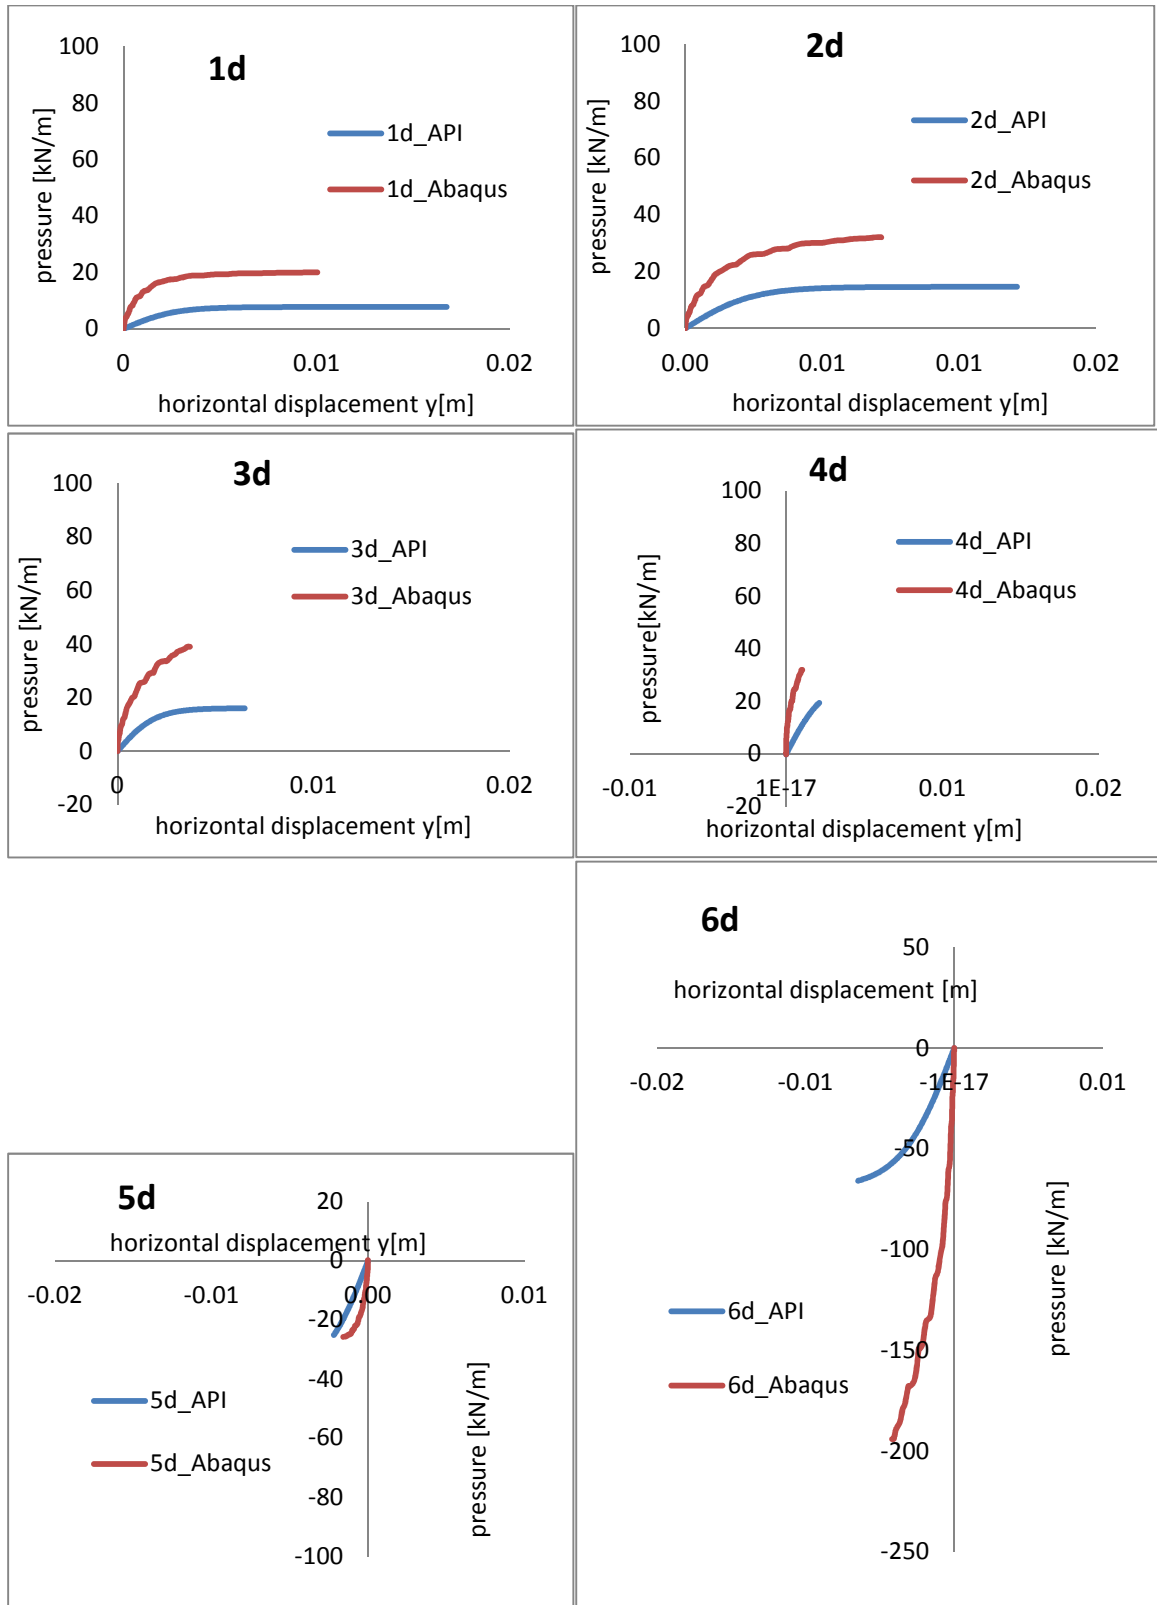 1d
100
80
60
40
20
0
pressure [kN/m]
1d_API
1d_Abaqus
0
0.01
0.02
horizontal displacement y[m]
2d
100
80
60
40
20
0
pressure [kN/m]
2d_API
2d_Abaqus
0.00
0.01
0.01
0.02
horizontal displacement y[m]
3d
100
80
60
40
20
0
-20
pressure [kN/m]
3d_API
3d_Abaqus
0
0.01
0.02
horizontal displacement y[m]
4d
100
80
60
40
20
0
-20
pressure[kN/m]
4d_API
4d_Abaqus
-0.01
1E-17
0.01
0.02
horizontal displacement y[m]
5d
20
horizontal displacement y[m]
0
-0.02
-0.01
0.00
0.01
-20
-40
-60
-80
-100
pressure [kN/m]
5d_API
5d_Abaqus
6d
50
horizontal displacement [m]
0
-0.02
-0.01
-1E-17
0.01
-50
-100
-150
-200
-250
pressure [kN/m]
6d_API
6d_Abaqus